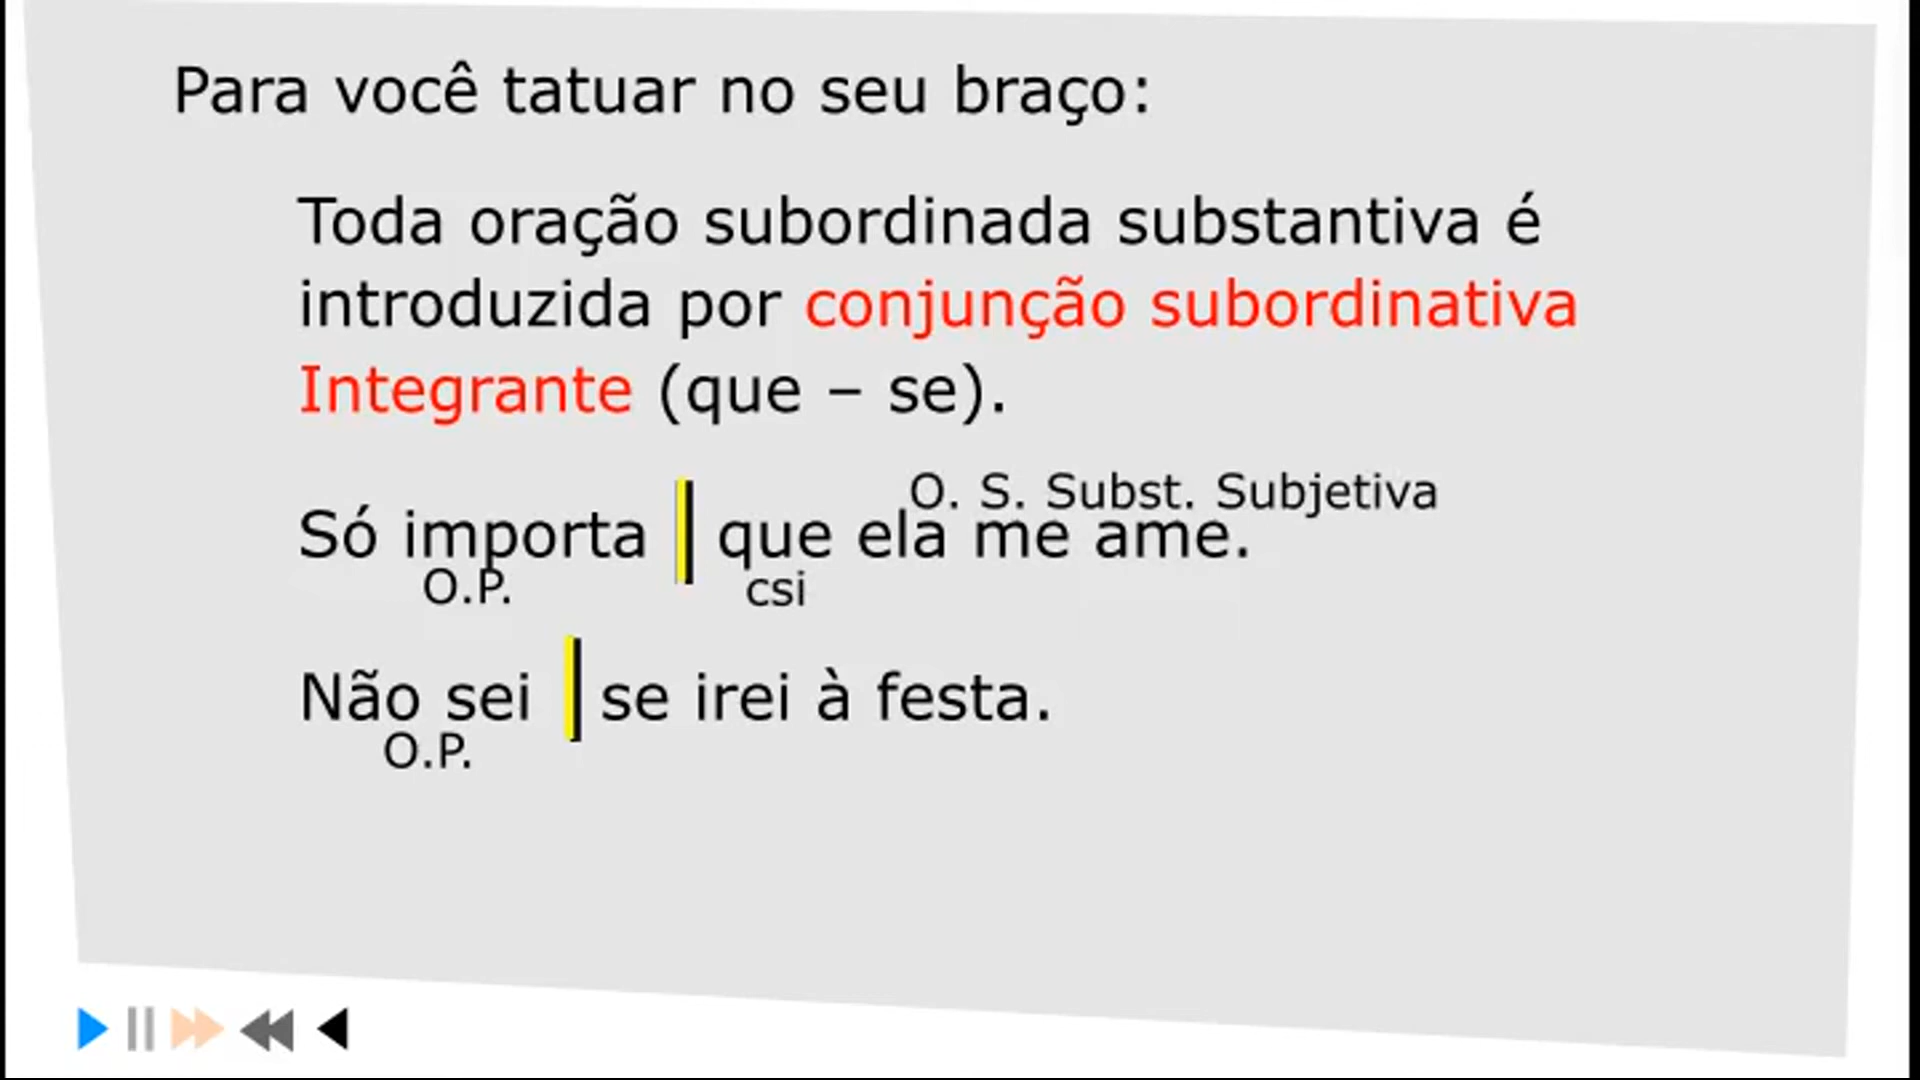 Para você tatuar no seu braço:
Toda oração subordinada substantiva é
introduzida por conjunção subordinativa
Integrante (que – se).
O. S. Subst. Subjetiva
Só importa que ela me ame.
O.P. csi
Não sei se irei à festa.
O.P.